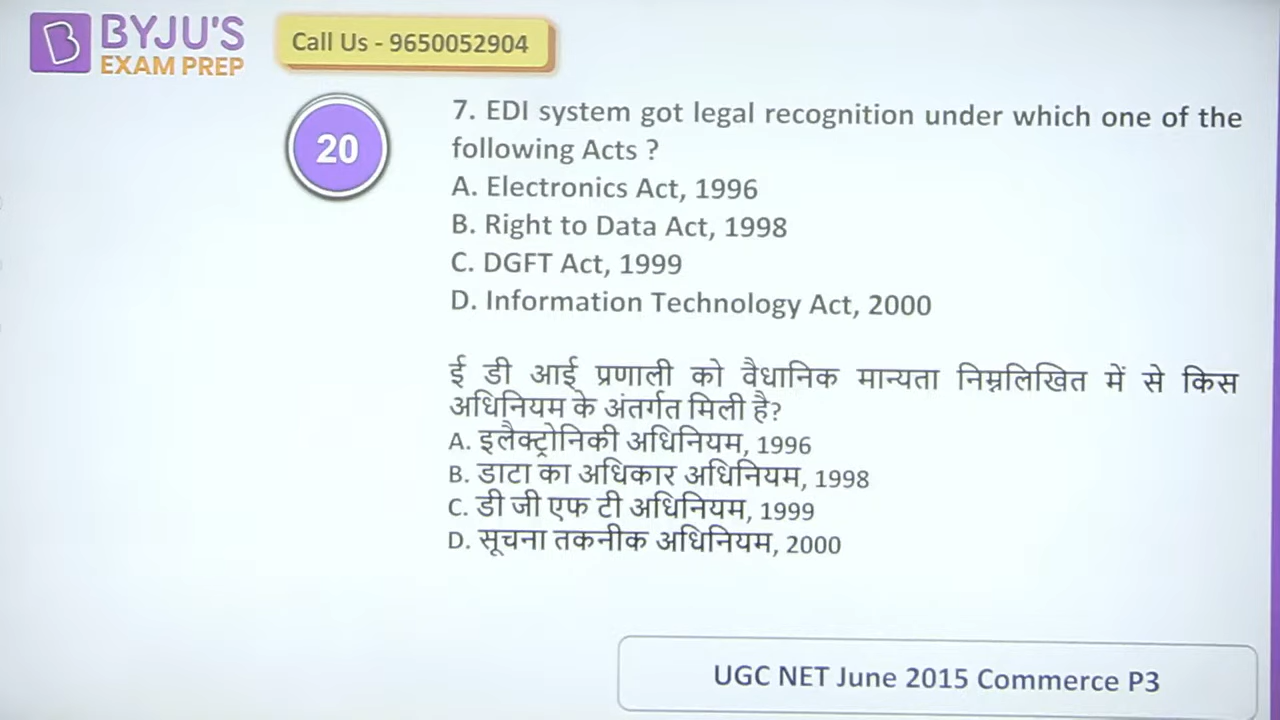 BYJU'S
EXAM PREP
Call Us - 9650052904
20
7. EDI system got legal recognition under which one of the
following Acts ?
A. Electronics Act, 1996
B. Right to Data Act, 1998
C. DGFT Act, 1999
D. Information Technology Act, 2000
ई डी आई प्रणाली को वैधानिक मान्यता निम्नलिखित में से किस
अधिनियम के अंतर्गत मिली है?
A. इलैक्ट्रोनिकी अधिनियम, 1996
B. डाटा का अधिकार अधिनियम, 1998
C. डी जी एफ टी अधिनियम, 1999
D. सूचना तकनीक अधिनियम, 2000
UGC NET June 2015 Commerce P3